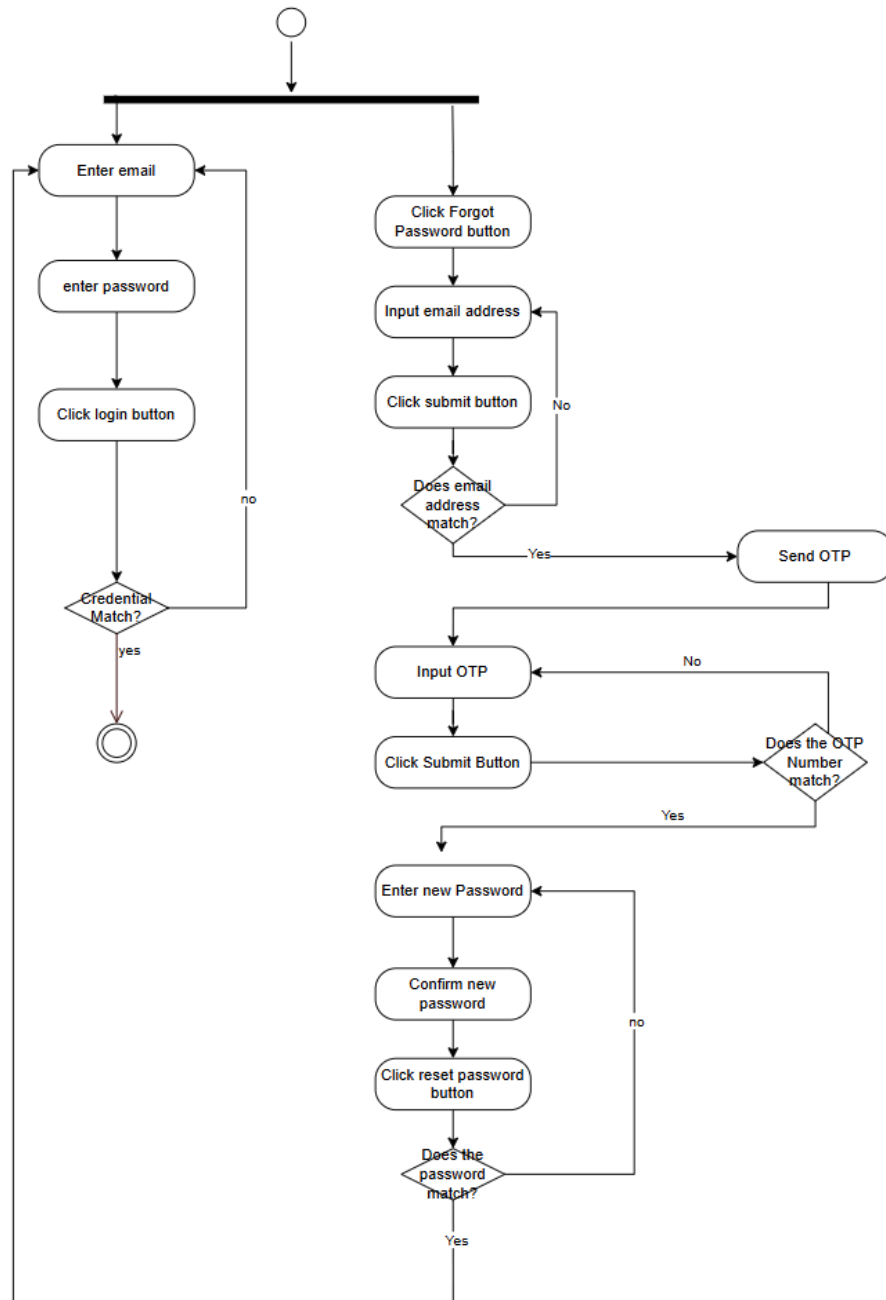 Enter email
enter password
Click login button
no
Credential
Match?
yes
Click Forgot
Password button
Input email address
Click submit button
No
Does email
address
match?
Yes
Send OTP
Input OTP
No
Click Submit Button
Does the OTP
Number
match?
Yes
Enter new Password
Confirm new
password
no
Click reset password
button
Does the
password
match?
Yes